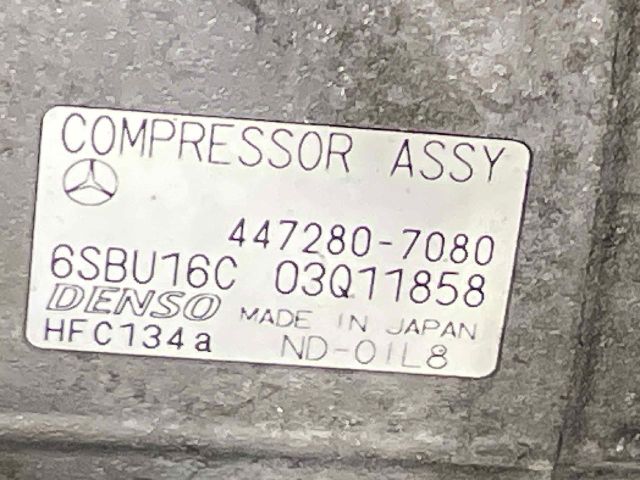 COMPRESSOR ASSY
447280-7080
6SBU16C 03Q11858
DENSO MADE IN JAPAN
HFC134a ND-OIL8